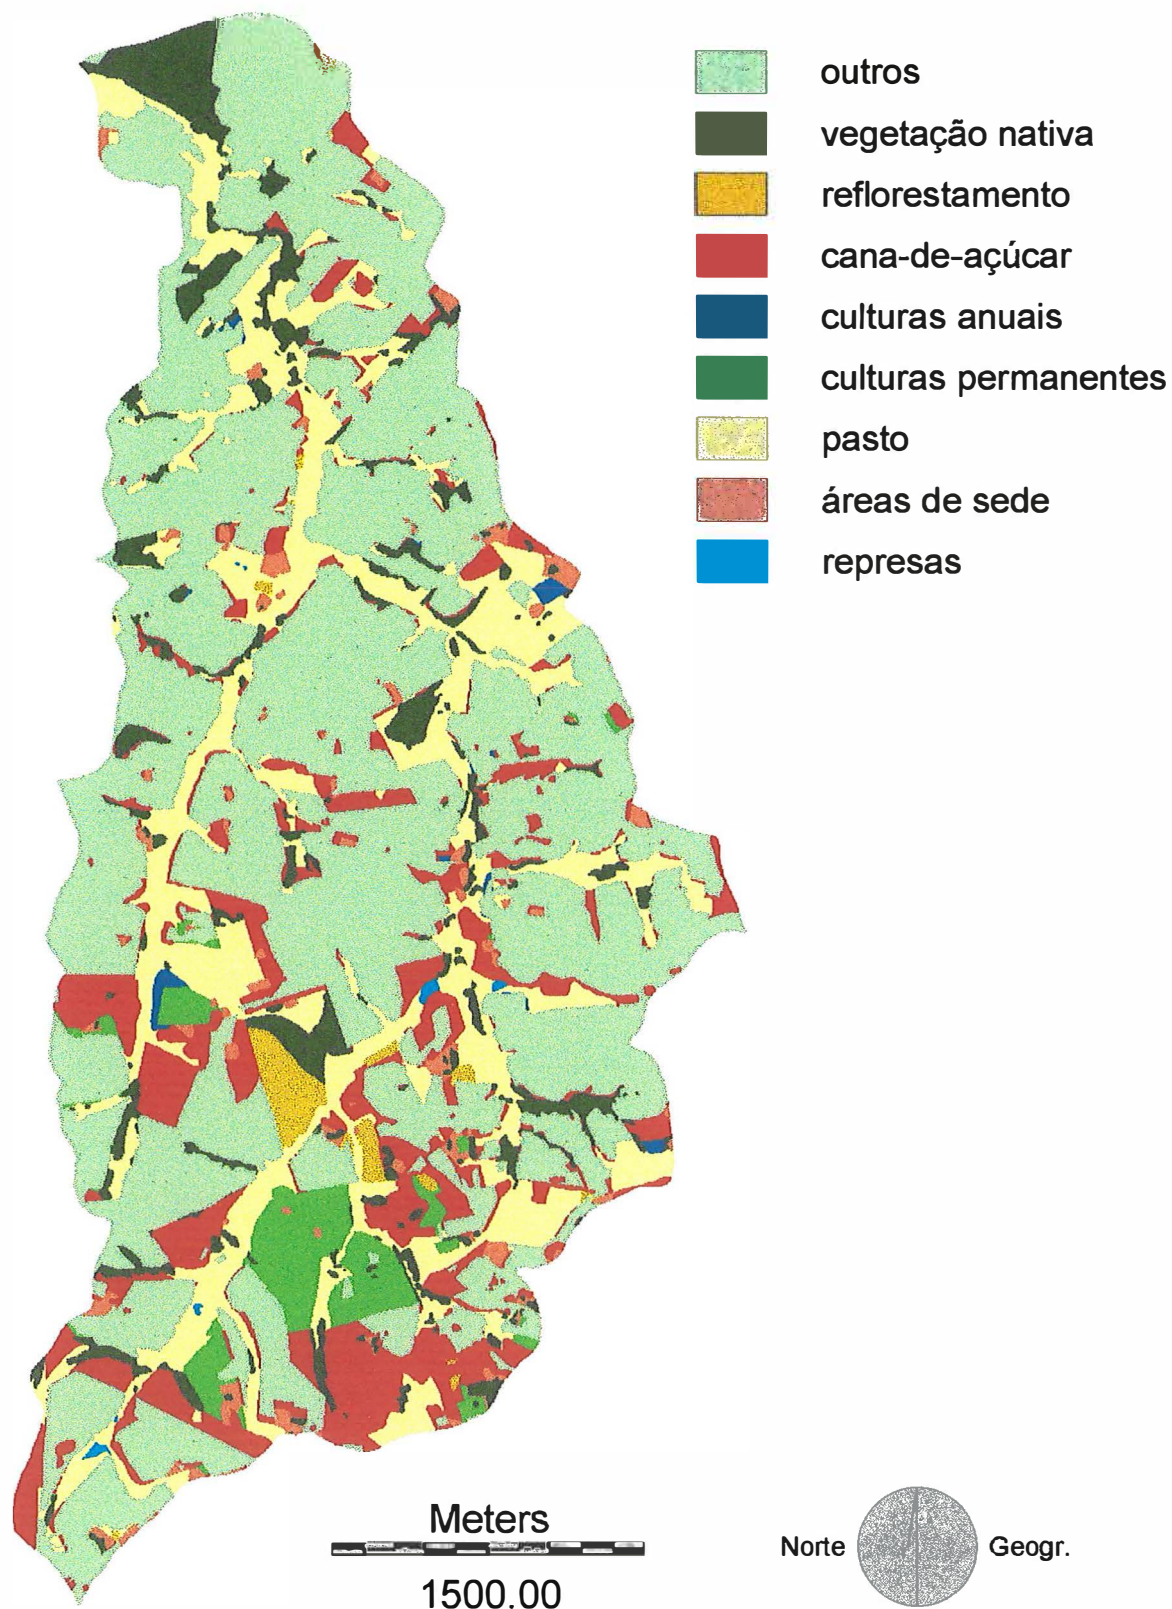 outros
vegetação nativa
reflorestamento
cana-de-açúcar
culturas anuais
culturas permanentes
pasto
áreas de sede
represas
Meters
1500.00
Norte Geogr.